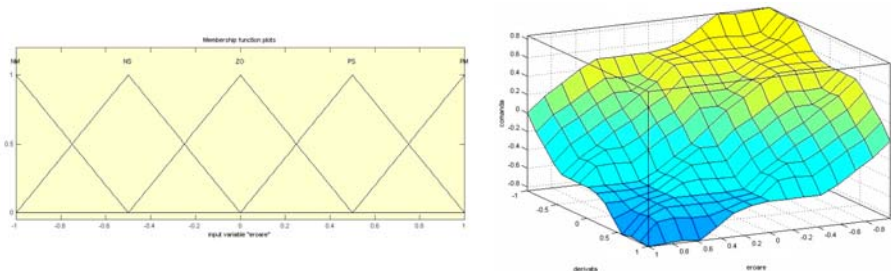 Membership function plots
NM NS ZO PS PM
1
0.5
0
-1 -0.8 -0.6 -0.4 -0.2 0 0.2 0.4 0.6 0.8 1
input variable "eroare"
0.8
0.6
0.4
0.2
0
-0.2
-0.4
-0.6
-0.8
comanda
-1
-0.5
0
0.5
1
derivata
1 0.8 0.6 0.4 0.2 0 -0.2 -0.4 -0.6 -0.8
eroare